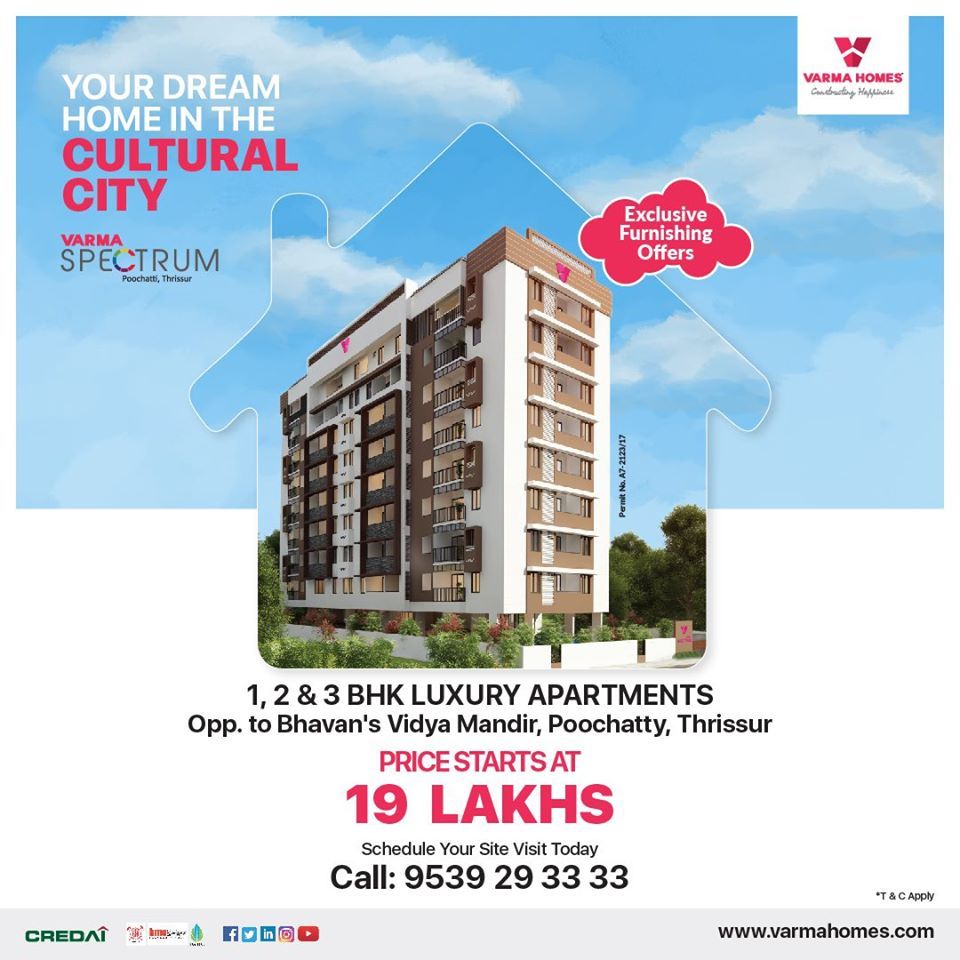 YOUR DREAM
HOME IN THE
CULTURAL
CITY
VARMA
SPECTRUM
Poochatti, Thrissur
VARMA HOMES
Constructing Happiness
Exclusive
Furnishing
Offers
Permit No. A7-2123/17
1, 2 & 3 BHK LUXURY APARTMENTS
Opp. to Bhavan's Vidya Mandir, Poochatty, Thrissur
PRICE STARTS AT
19 LAKHS
Schedule Your Site Visit Today
Call: 9539 29 33 33
*T & C Apply
CREDAI
www.varmahomes.com